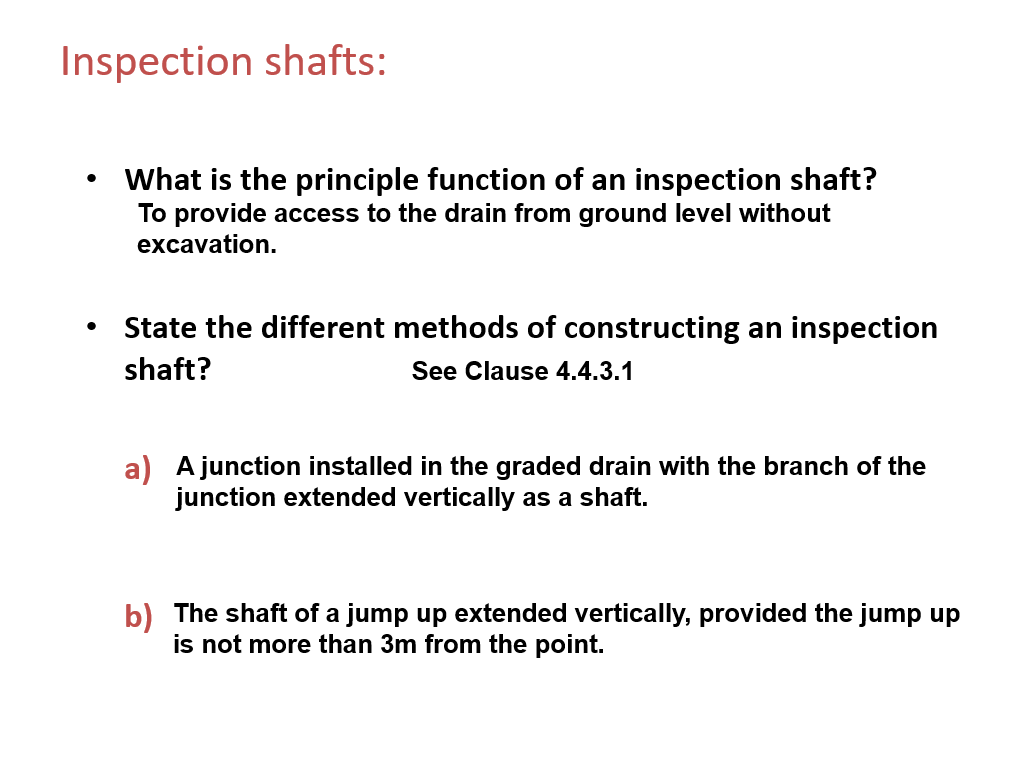 Inspection shafts:
• What is the principle function of an inspection shaft?
To provide access to the drain from ground level without
excavation.
• State the different methods of constructing an inspection
shaft? See Clause 4.4.3.1
a) A junction installed in the graded drain with the branch of the
junction extended vertically as a shaft.
b) The shaft of a jump up extended vertically, provided the jump up
is not more than 3m from the point.